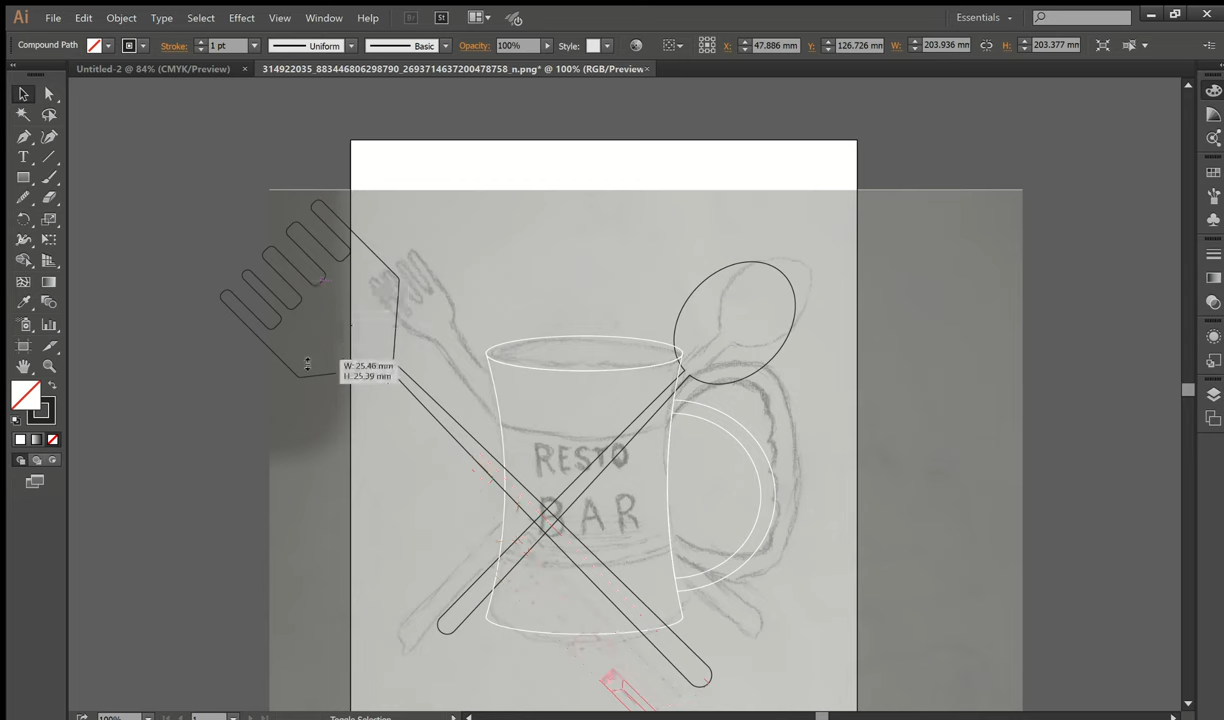 Ai File Edit Object Type Select Effect View Window Help Br St Essentials
Compound Path Stroke: 1 pt Uniform Basic Opacity: 100% Style: X: 47.886 mm Y: 126.726 mm W: 203.936 mm H: 203.377 mm
Untitled-2 @ 84% (CMYK/Preview) × 314922035_883446806298790_2693714637200478758_n.png* @ 100% (RGB/Preview ×
W: 25.46 mm
H: 25.39 mm
RESTO
BAR
100% 1 Toggle Selection